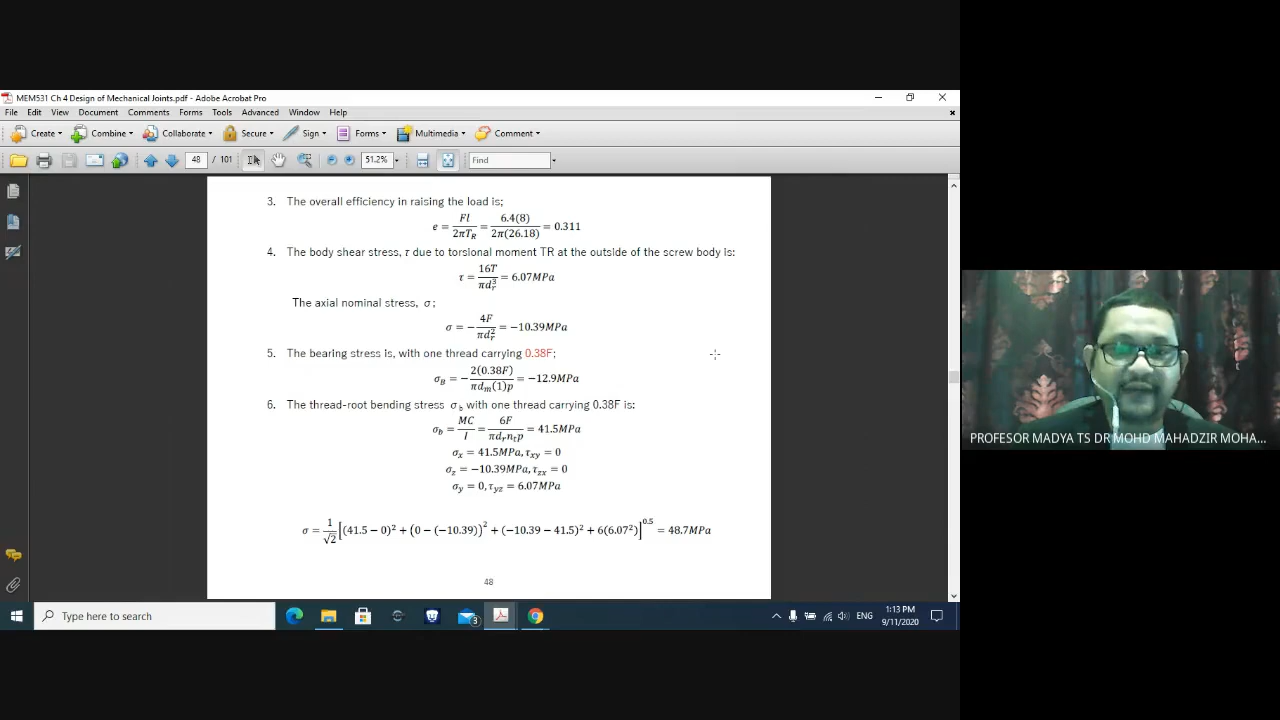 MEM531 Ch 4 Design of Mechanical Joints.pdf - Adobe Acrobat Pro
File Edit View Document Comments Forms Tools Advanced Window Help
Create Combine Collaborate Secure Sign Forms Multimedia Comment
48 / 101 51.2% Find
3. The overall efficiency in raising the load is;
e = Fl / 2πT_R = 6.4(8) / 2π(26.18) = 0.311
4. The body shear stress, τ due to torsional moment TR at the outside of the screw body is:
τ = 16T / πd_r^3 = 6.07MPa
The axial nominal stress, σ;
σ = − 4F / πd_r^2 = −10.39MPa
5. The bearing stress is, with one thread carrying 0.38F;
σ_B = − 2(0.38F) / πd_m(1)p = −12.9MPa
6. The thread-root bending stress σ_b with one thread carrying 0.38F is:
σ_b = MC / I = 6F / πd_r n_t p = 41.5MPa
σ_x = 41.5MPa, τ_xy = 0
σ_z = −10.39MPa, τ_zx = 0
σ_y = 0, τ_yz = 6.07MPa
σ = 1/√2 [(41.5 − 0)^2 + (0 − (−10.39))^2 + (−10.39 − 41.5)^2 + 6(6.07^2)]^0.5 = 48.7MPa
48
PROFESOR MADYA TS DR MOHD MAHADZIR MOHA...
Type here to search
3
ENG
1:13 PM
9/11/2020